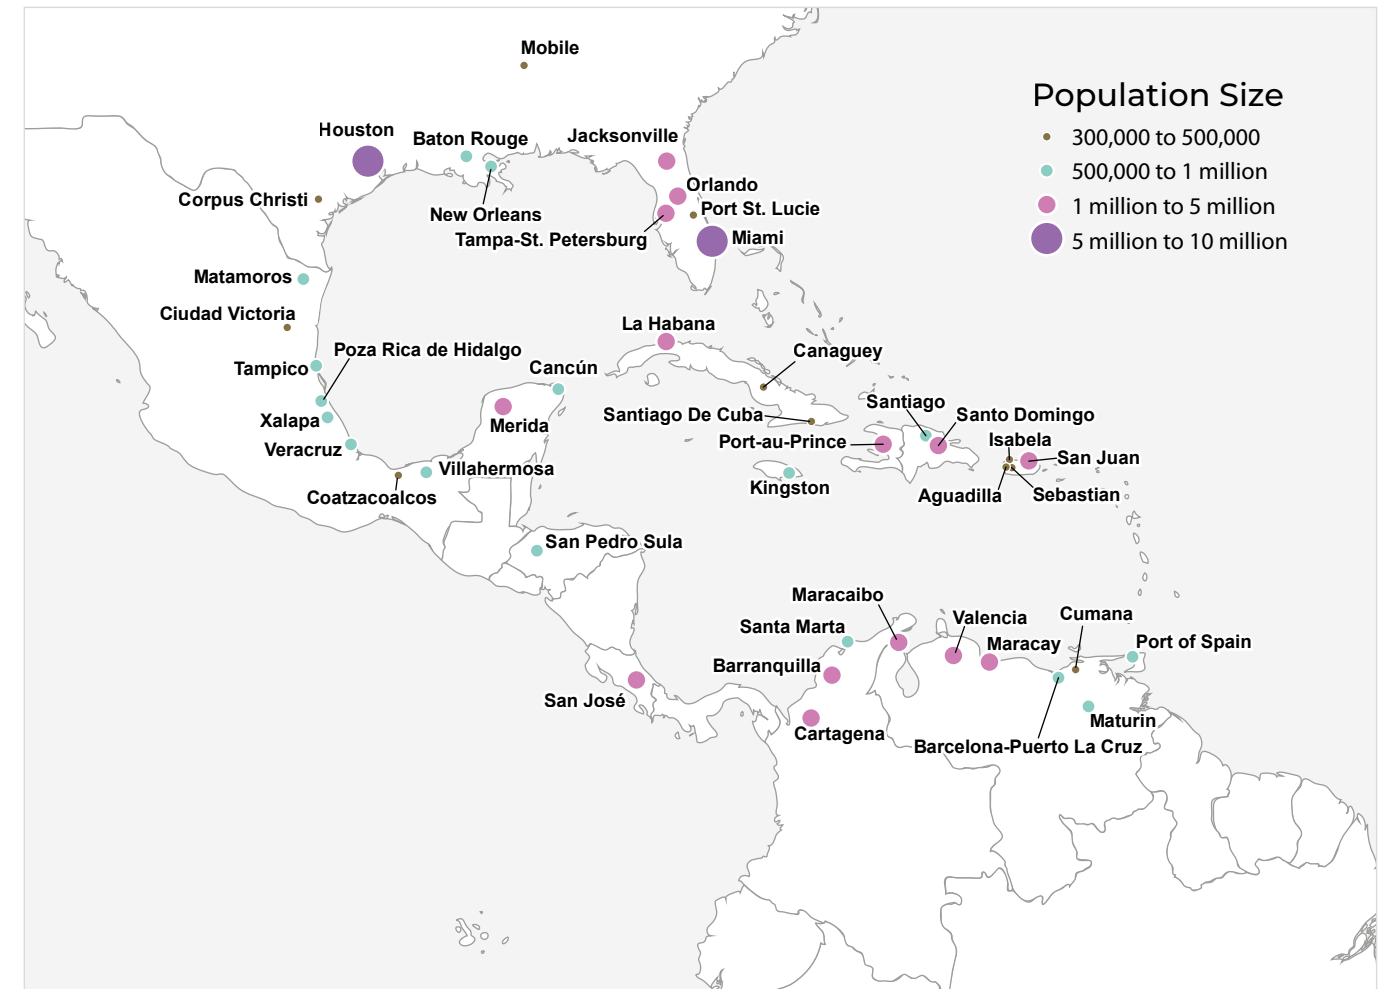 Mobile
Population Size
300,000 to 500,000
500,000 to 1 million
1 million to 5 million
5 million to 10 million
Houston
Baton Rouge
Jacksonville
Orlando
Corpus Christi
Port St. Lucie
New Orleans
Tampa-St. Petersburg
Miami
Matamoros
Ciudad Victoria
La Habana
Poza Rica de Hidalgo
Canaguey
Tampico
Cancún
Santiago
Santiago De Cuba
Santo Domingo
Xalapa
Merida
Port-au-Prince
Isabela
Veracruz
San Juan
Villahermosa
Kingston
Aguadilla
Sebastian
Coatzacoalcos
San Pedro Sula
Maracaibo
Valencia
Cumana
Santa Marta
Maracay
Port of Spain
Barranquilla
San José
Maturin
Cartagena
Barcelona-Puerto La Cruz